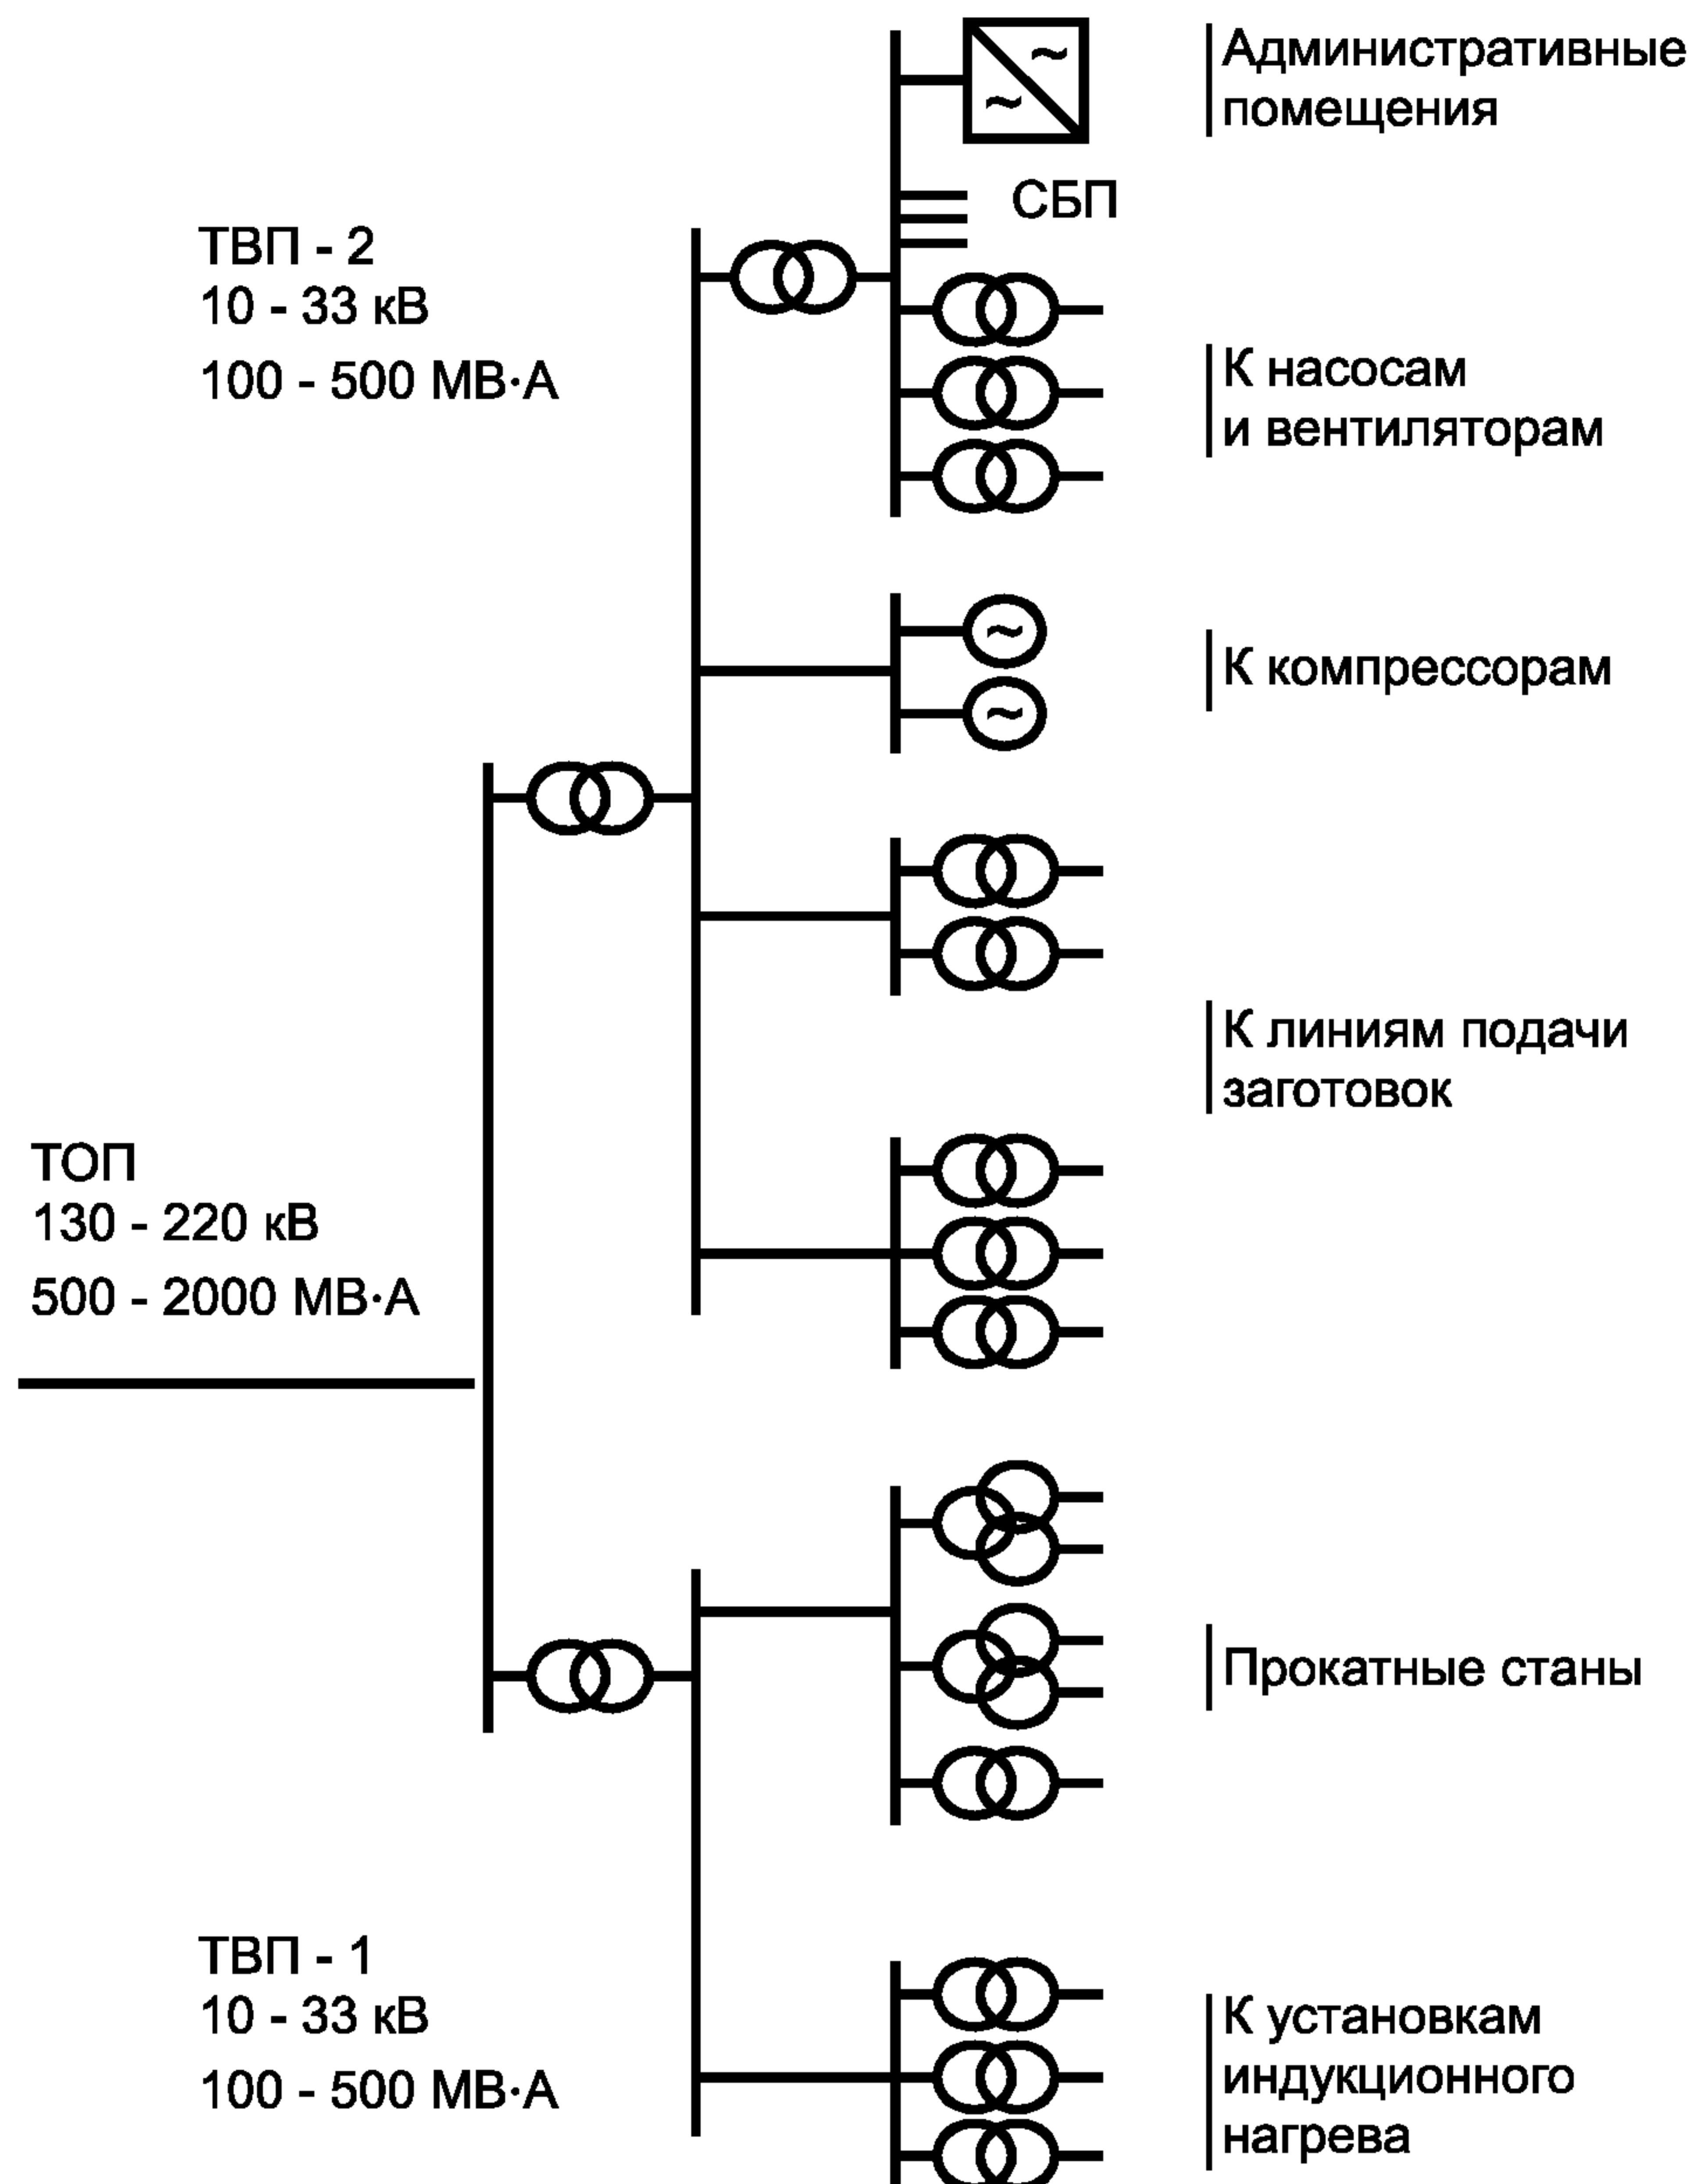 Административные
помещения
СБП
ТВП - 2
10 - 33 кВ
100 - 500 МВ·А
К насосам
и вентиляторам
К компрессорам
К линиям подачи
заготовок
ТОП
130 - 220 кВ
500 - 2000 МВ·А
Прокатные станы
ТВП - 1
10 - 33 кВ
100 - 500 МВ·А
К установкам
индукционного
нагрева